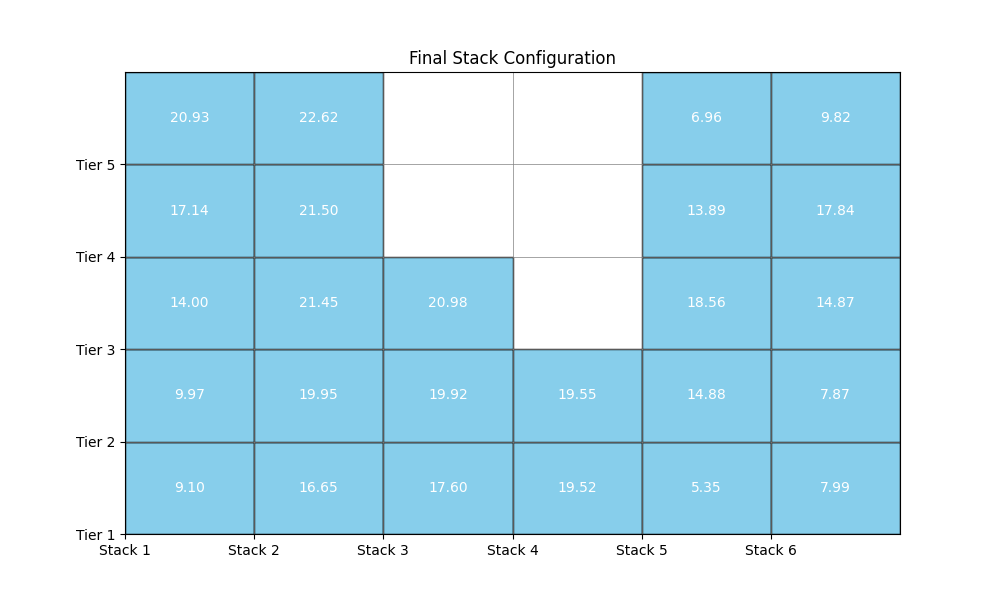 Final Stack Configuration
20.93 22.62 6.96 9.82
Tier 5
17.14 21.50 13.89 17.84
Tier 4
14.00 21.45 20.98 18.56 14.87
Tier 3
9.97 19.95 19.92 19.55 14.88 7.87
Tier 2
9.10 16.65 17.60 19.52 5.35 7.99
Tier 1
Stack 1 Stack 2 Stack 3 Stack 4 Stack 5 Stack 6